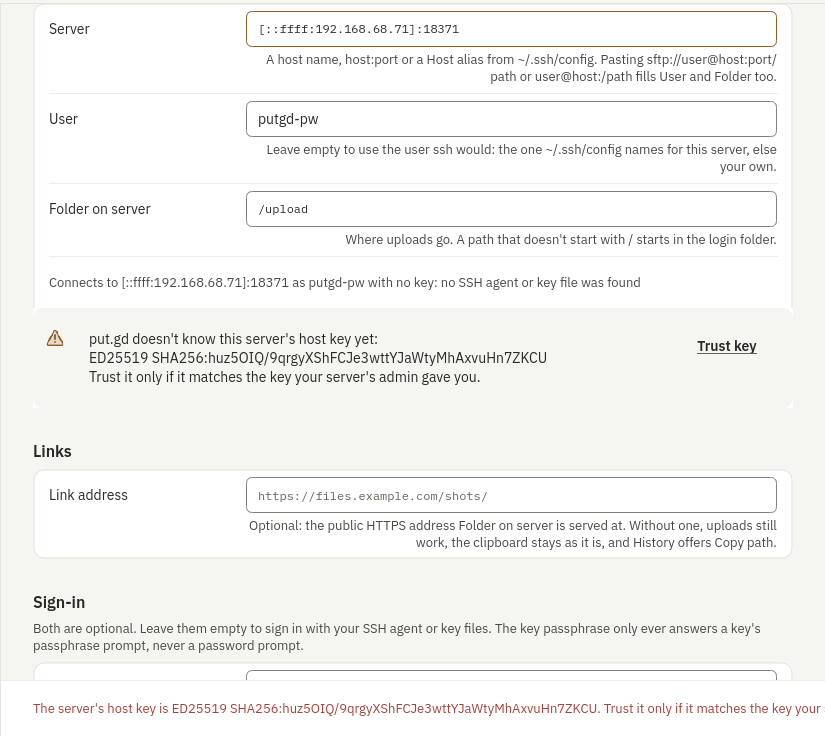 Server
[::ffff:192.168.68.71]:18371
A host name, host:port or a Host alias from ~/.ssh/config. Pasting sftp://user@host:port/
path or user@host:/path fills User and Folder too.
User
putgd-pw
Leave empty to use the user ssh would: the one ~/.ssh/config names for this server, else
your own.
Folder on server
/upload
Where uploads go. A path that doesn't start with / starts in the login folder.
Connects to [::ffff:192.168.68.71]:18371 as putgd-pw with no key: no SSH agent or key file was found
put.gd doesn't know this server's host key yet:
ED25519 SHA256:huz5OIQ/9qrgyXShFCJe3wttYJaWtyMhAxvuHn7ZKCU
Trust it only if it matches the key your server's admin gave you.
Trust key
Links
Link address
https://files.example.com/shots/
Optional: the public HTTPS address Folder on server is served at. Without one, uploads still
work, the clipboard stays as it is, and History offers Copy path.
Sign-in
Both are optional. Leave them empty to sign in with your SSH agent or key files. The key passphrase only ever answers a key's
passphrase prompt, never a password prompt.
The server's host key is ED25519 SHA256:huz5OIQ/9qrgyXShFCJe3wttYJaWtyMhAxvuHn7ZKCU. Trust it only if it matches the key your